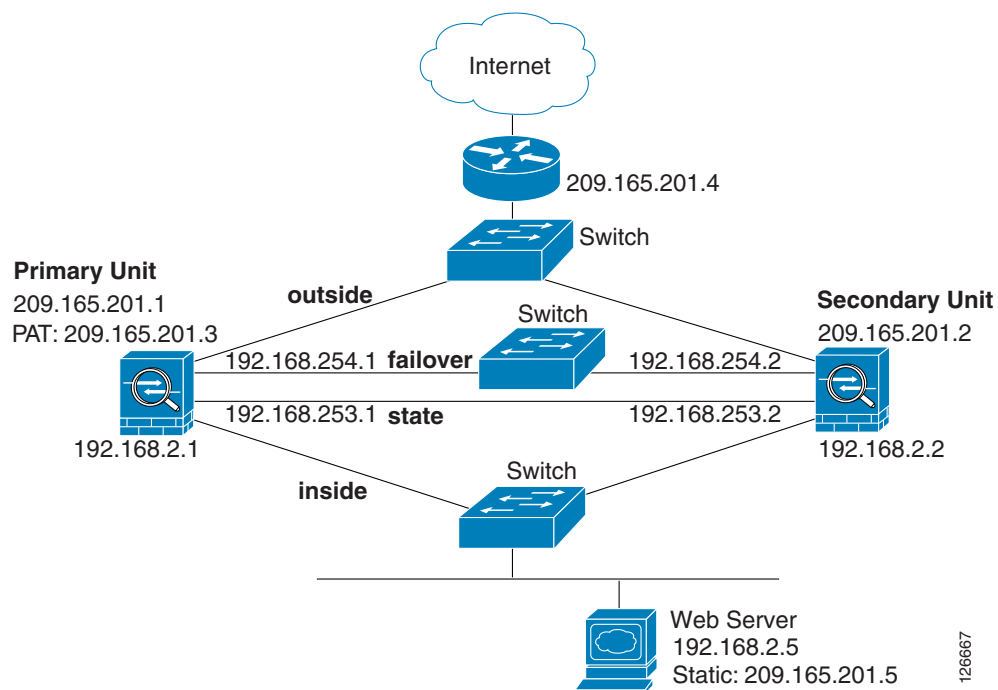 Internet
209.165.201.4
Switch
Primary Unit
209.165.201.1
PAT: 209.165.201.3
outside
Switch
Secondary Unit
209.165.201.2
192.168.254.1 failover 192.168.254.2
192.168.253.1 state 192.168.253.2
192.168.2.1
192.168.2.2
Switch
inside
Web Server
192.168.2.5
Static: 209.165.201.5
126667